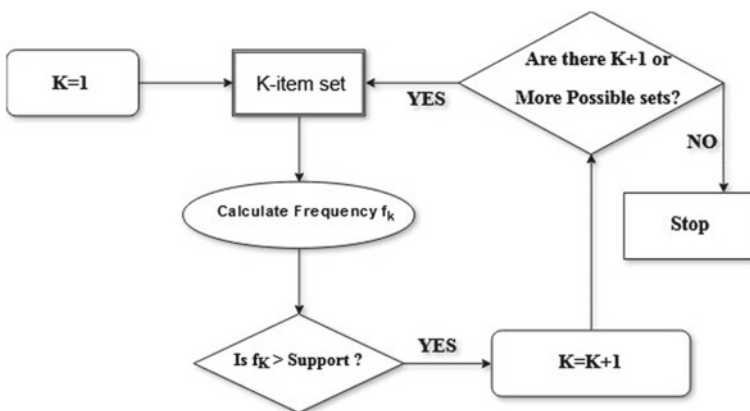 K=1
K-item set
YES
Are there K+1 or
More Possible sets?
NO
Stop
Calculate Frequency fk
Is fK > Support ?
YES
K=K+1